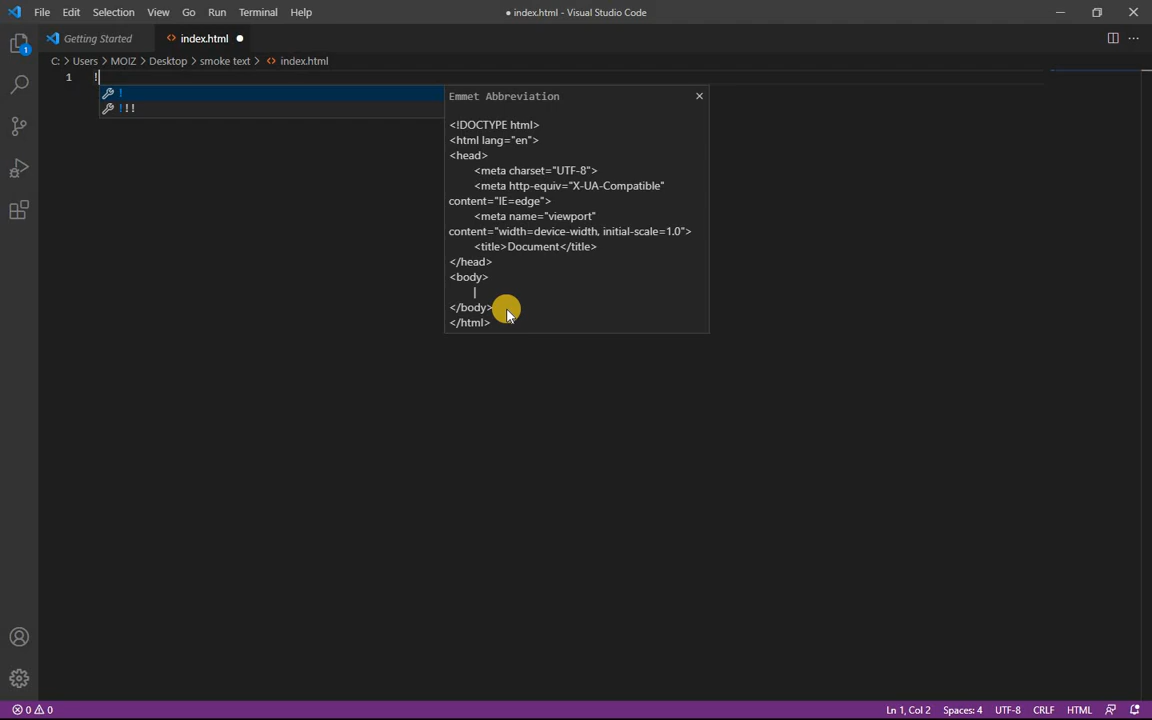 File Edit Selection View Go Run Terminal Help
● index.html - Visual Studio Code
Getting Started
<> index.html ●
C: > Users > MOIZ > Desktop > smoke text > <> index.html
1
1 !
!
!!!
Emmet Abbreviation
<!DOCTYPE html>
<html lang="en">
<head>
<meta charset="UTF-8">
<meta http-equiv="X-UA-Compatible"
content="IE=edge">
<meta name="viewport"
content="width=device-width, initial-scale=1.0">
<title>Document</title>
</head>
<body>
|
</body>
</html>
0 0 Ln 1, Col 2 Spaces: 4 UTF-8 CRLF HTML